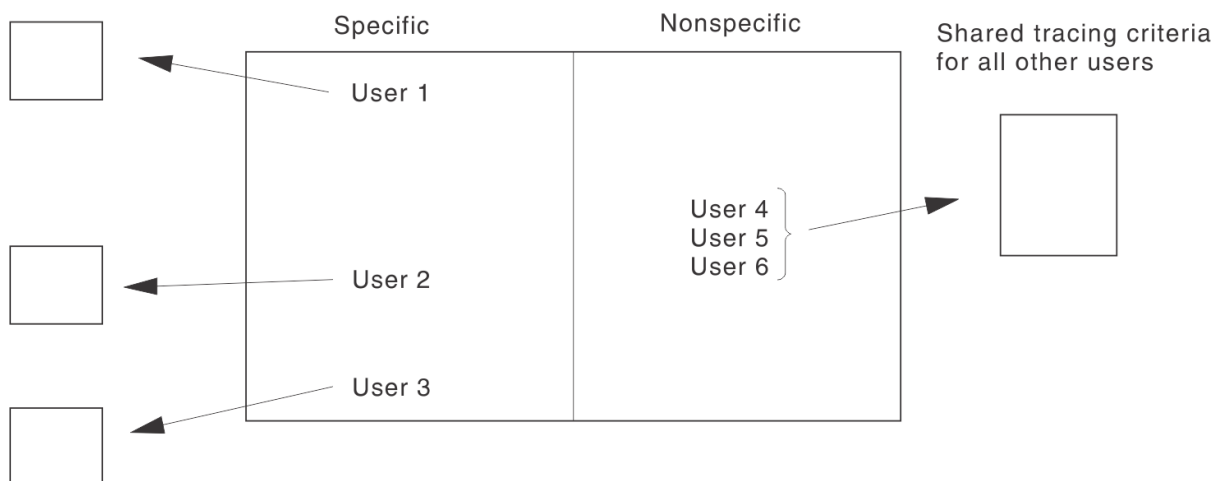 Specific
Nonspecific
Shared tracing criteria
for all other users
User 1
User 4
User 5
User 6
User 2
User 3